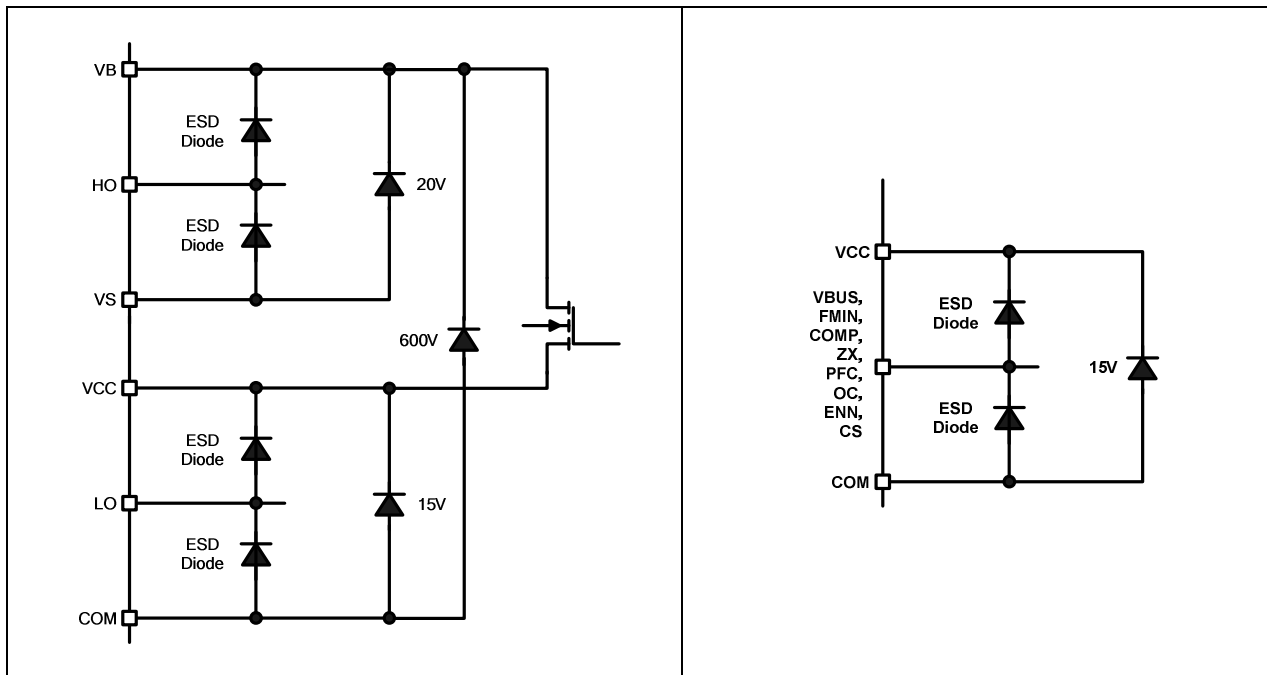 VB
ESD
Diode
HO
20V
ESD
Diode
VS
600V
VCC
ESD
Diode
LO
15V
ESD
Diode
COM
VCC
VBUS,
FMIN,
COMP,
ZX,
PFC,
OC,
ENN,
CS
ESD
Diode
15V
ESD
Diode
COM